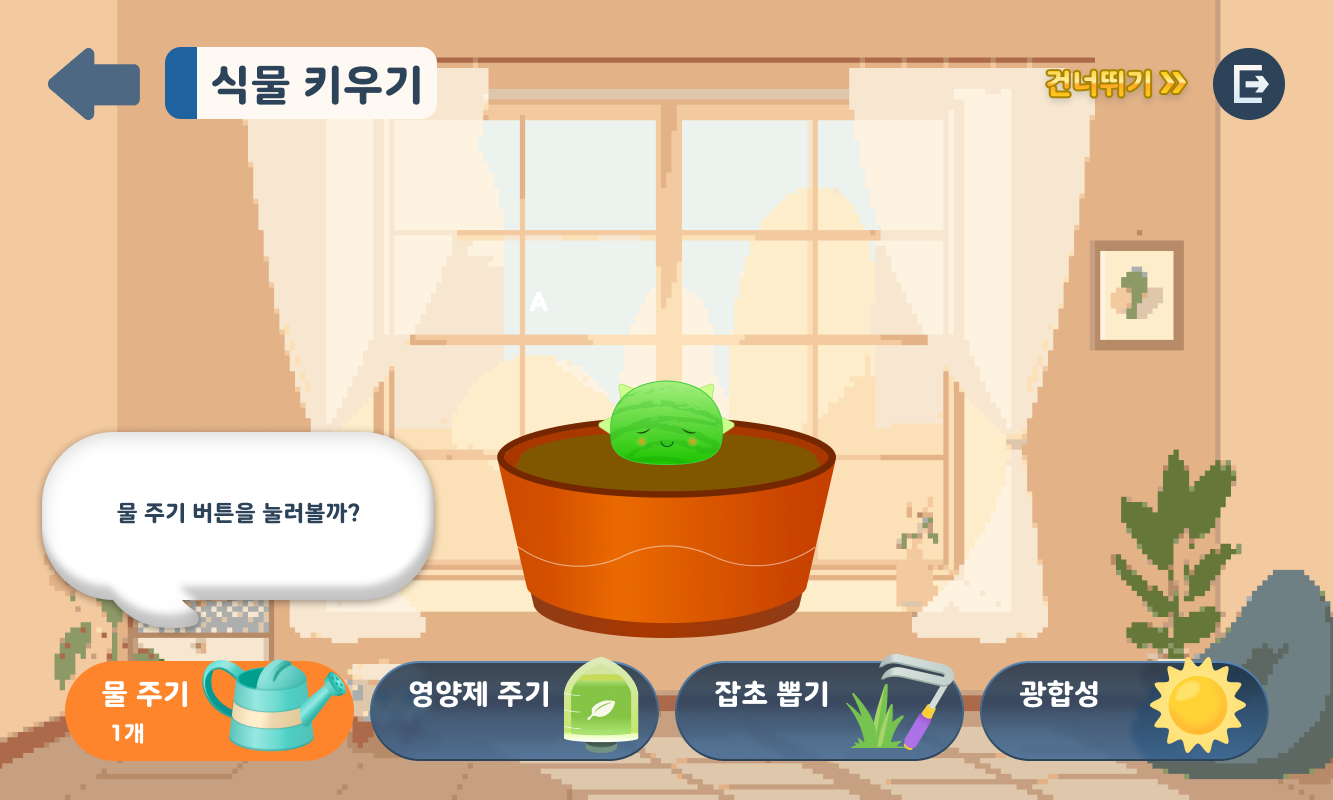 식물 키우기
건너뛰기
A
물 주기 버튼을 눌러볼까?
물 주기
1개
영양제 주기
잡초 뽑기
광합성